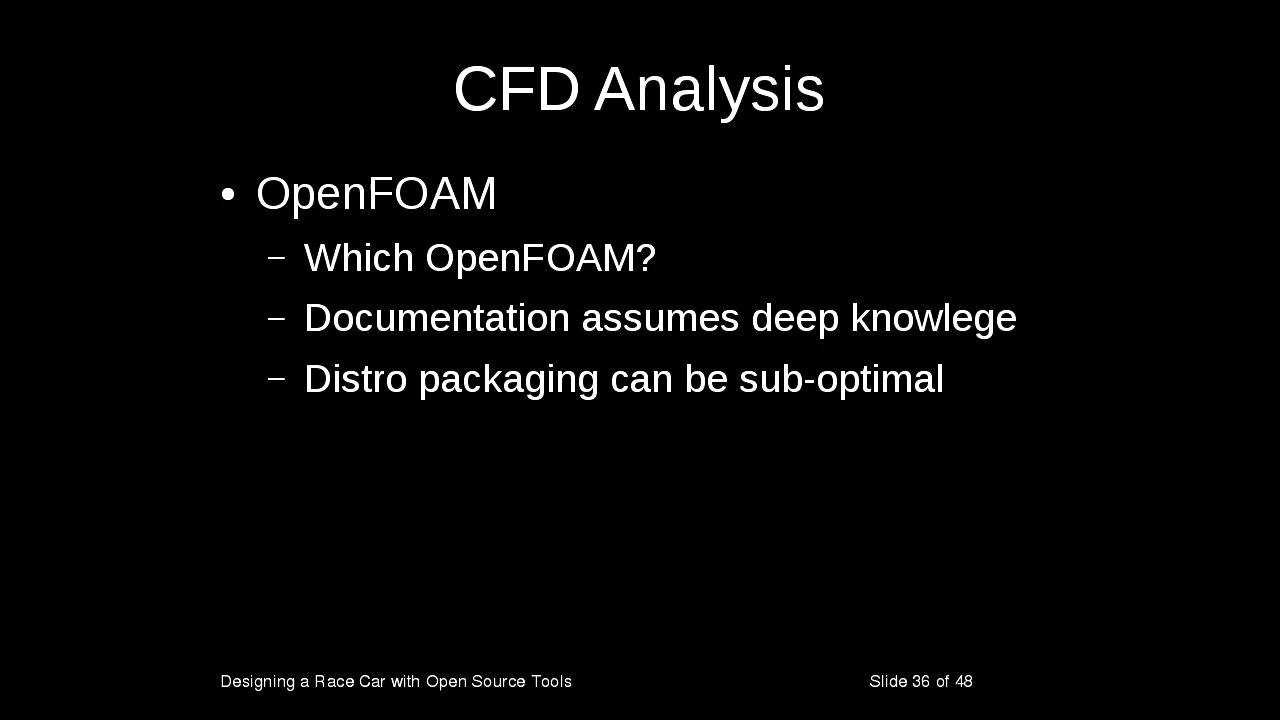 CFD Analysis
• OpenFOAM
– Which OpenFOAM?
– Documentation assumes deep knowlege
– Distro packaging can be sub-optimal
Designing a Race Car with Open Source Tools
Slide 36 of 48